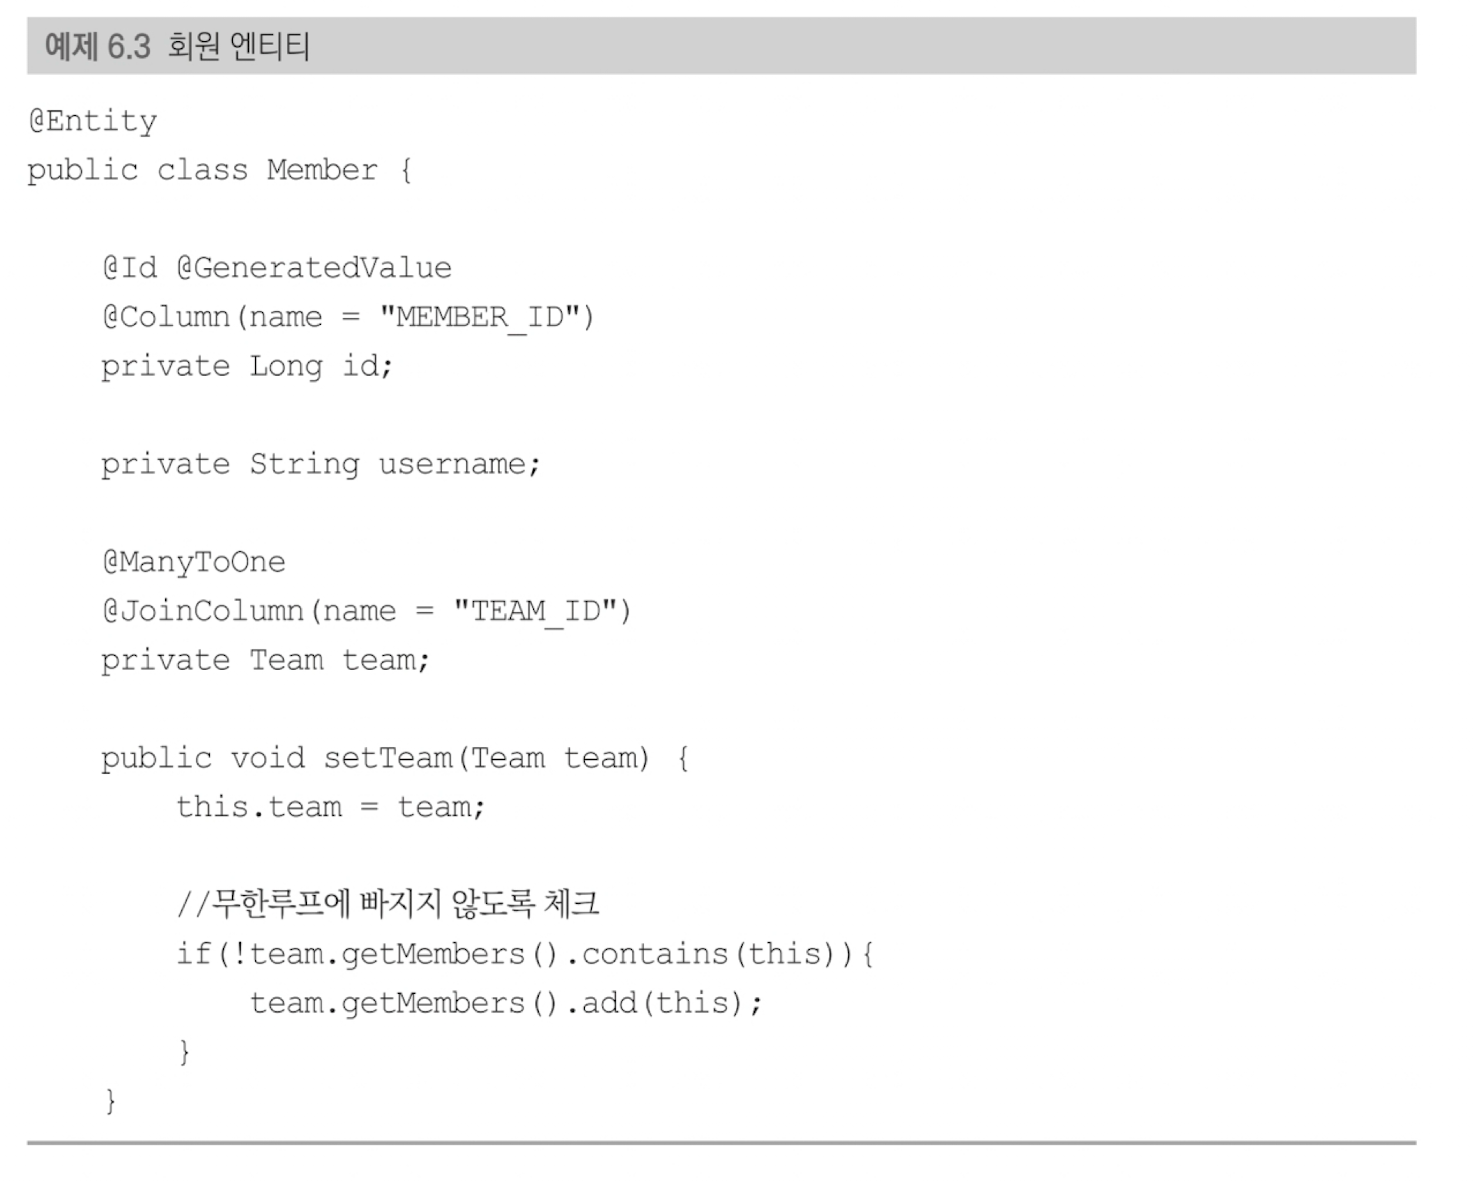 예제 6.3 회원 엔티티
@Entity
public class Member {
@Id @GeneratedValue
@Column(name = "MEMBER_ID")
private Long id;
private String username;
@ManyToOne
@JoinColumn(name = "TEAM_ID")
private Team team;
public void setTeam(Team team) {
this.team = team;
//무한루프에 빠지지 않도록 체크
if(!team.getMembers().contains(this)){
team.getMembers().add(this);
}
}